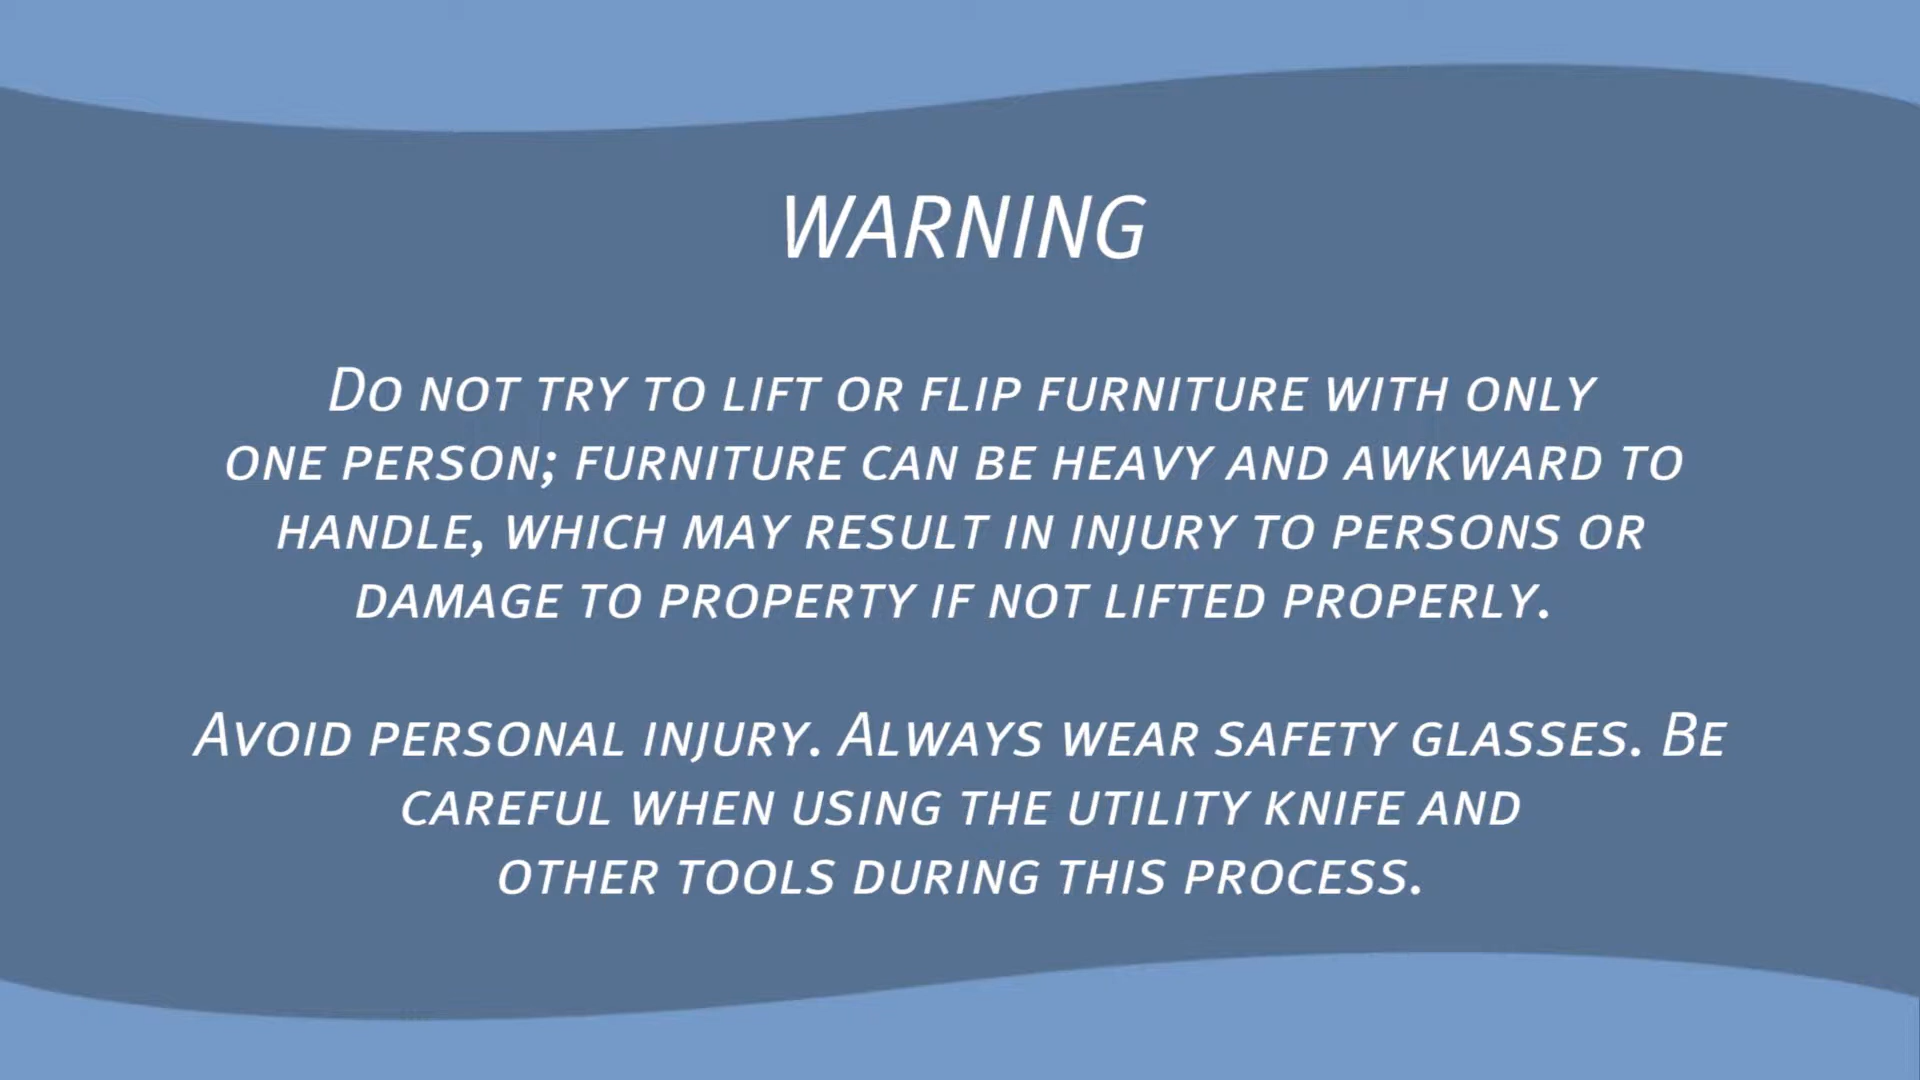 WARNING
Do not try to lift or flip furniture with only
one person; furniture can be heavy and awkward to
handle, which may result in injury to persons or
damage to property if not lifted properly.
Avoid personal injury. Always wear safety glasses. Be
careful when using the utility knife and
other tools during this process.